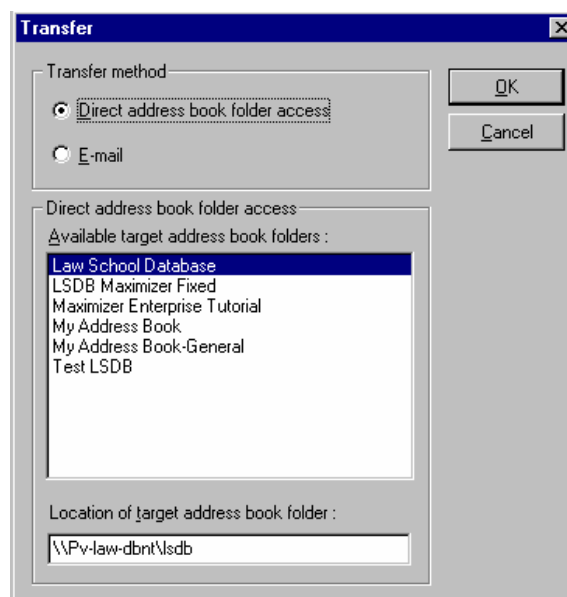 Transfer
Transfer method
Direct address book folder access
E-mail
OK
Cancel
Direct address book folder access
Available target address book folders :
Law School Database
LSDB Maximizer Fixed
Maximizer Enterprise Tutorial
My Address Book
My Address Book-General
Test LSDB
Location of target address book folder :
\\Pv-law-dbnt\lsdb